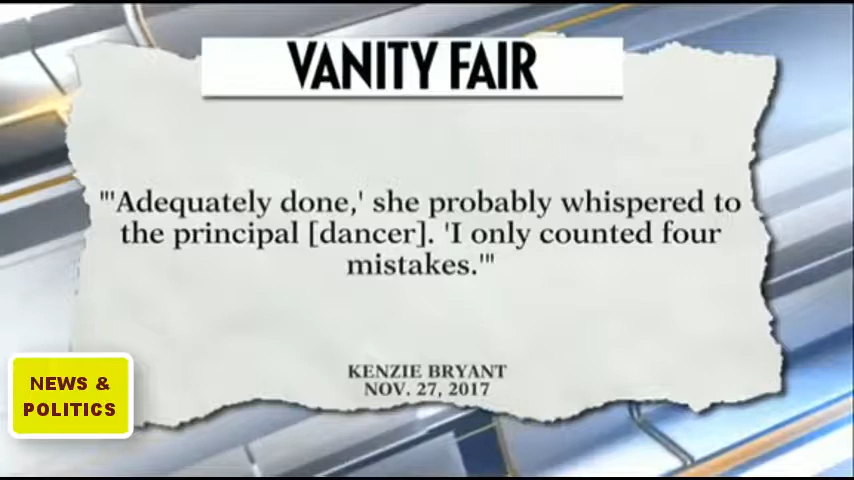 VANITY FAIR
"'Adequately done,' she probably whispered to
the principal [dancer]. 'I only counted four
mistakes.'"
KENZIE BRYANT
NOV. 27, 2017
NEWS &
POLITICS